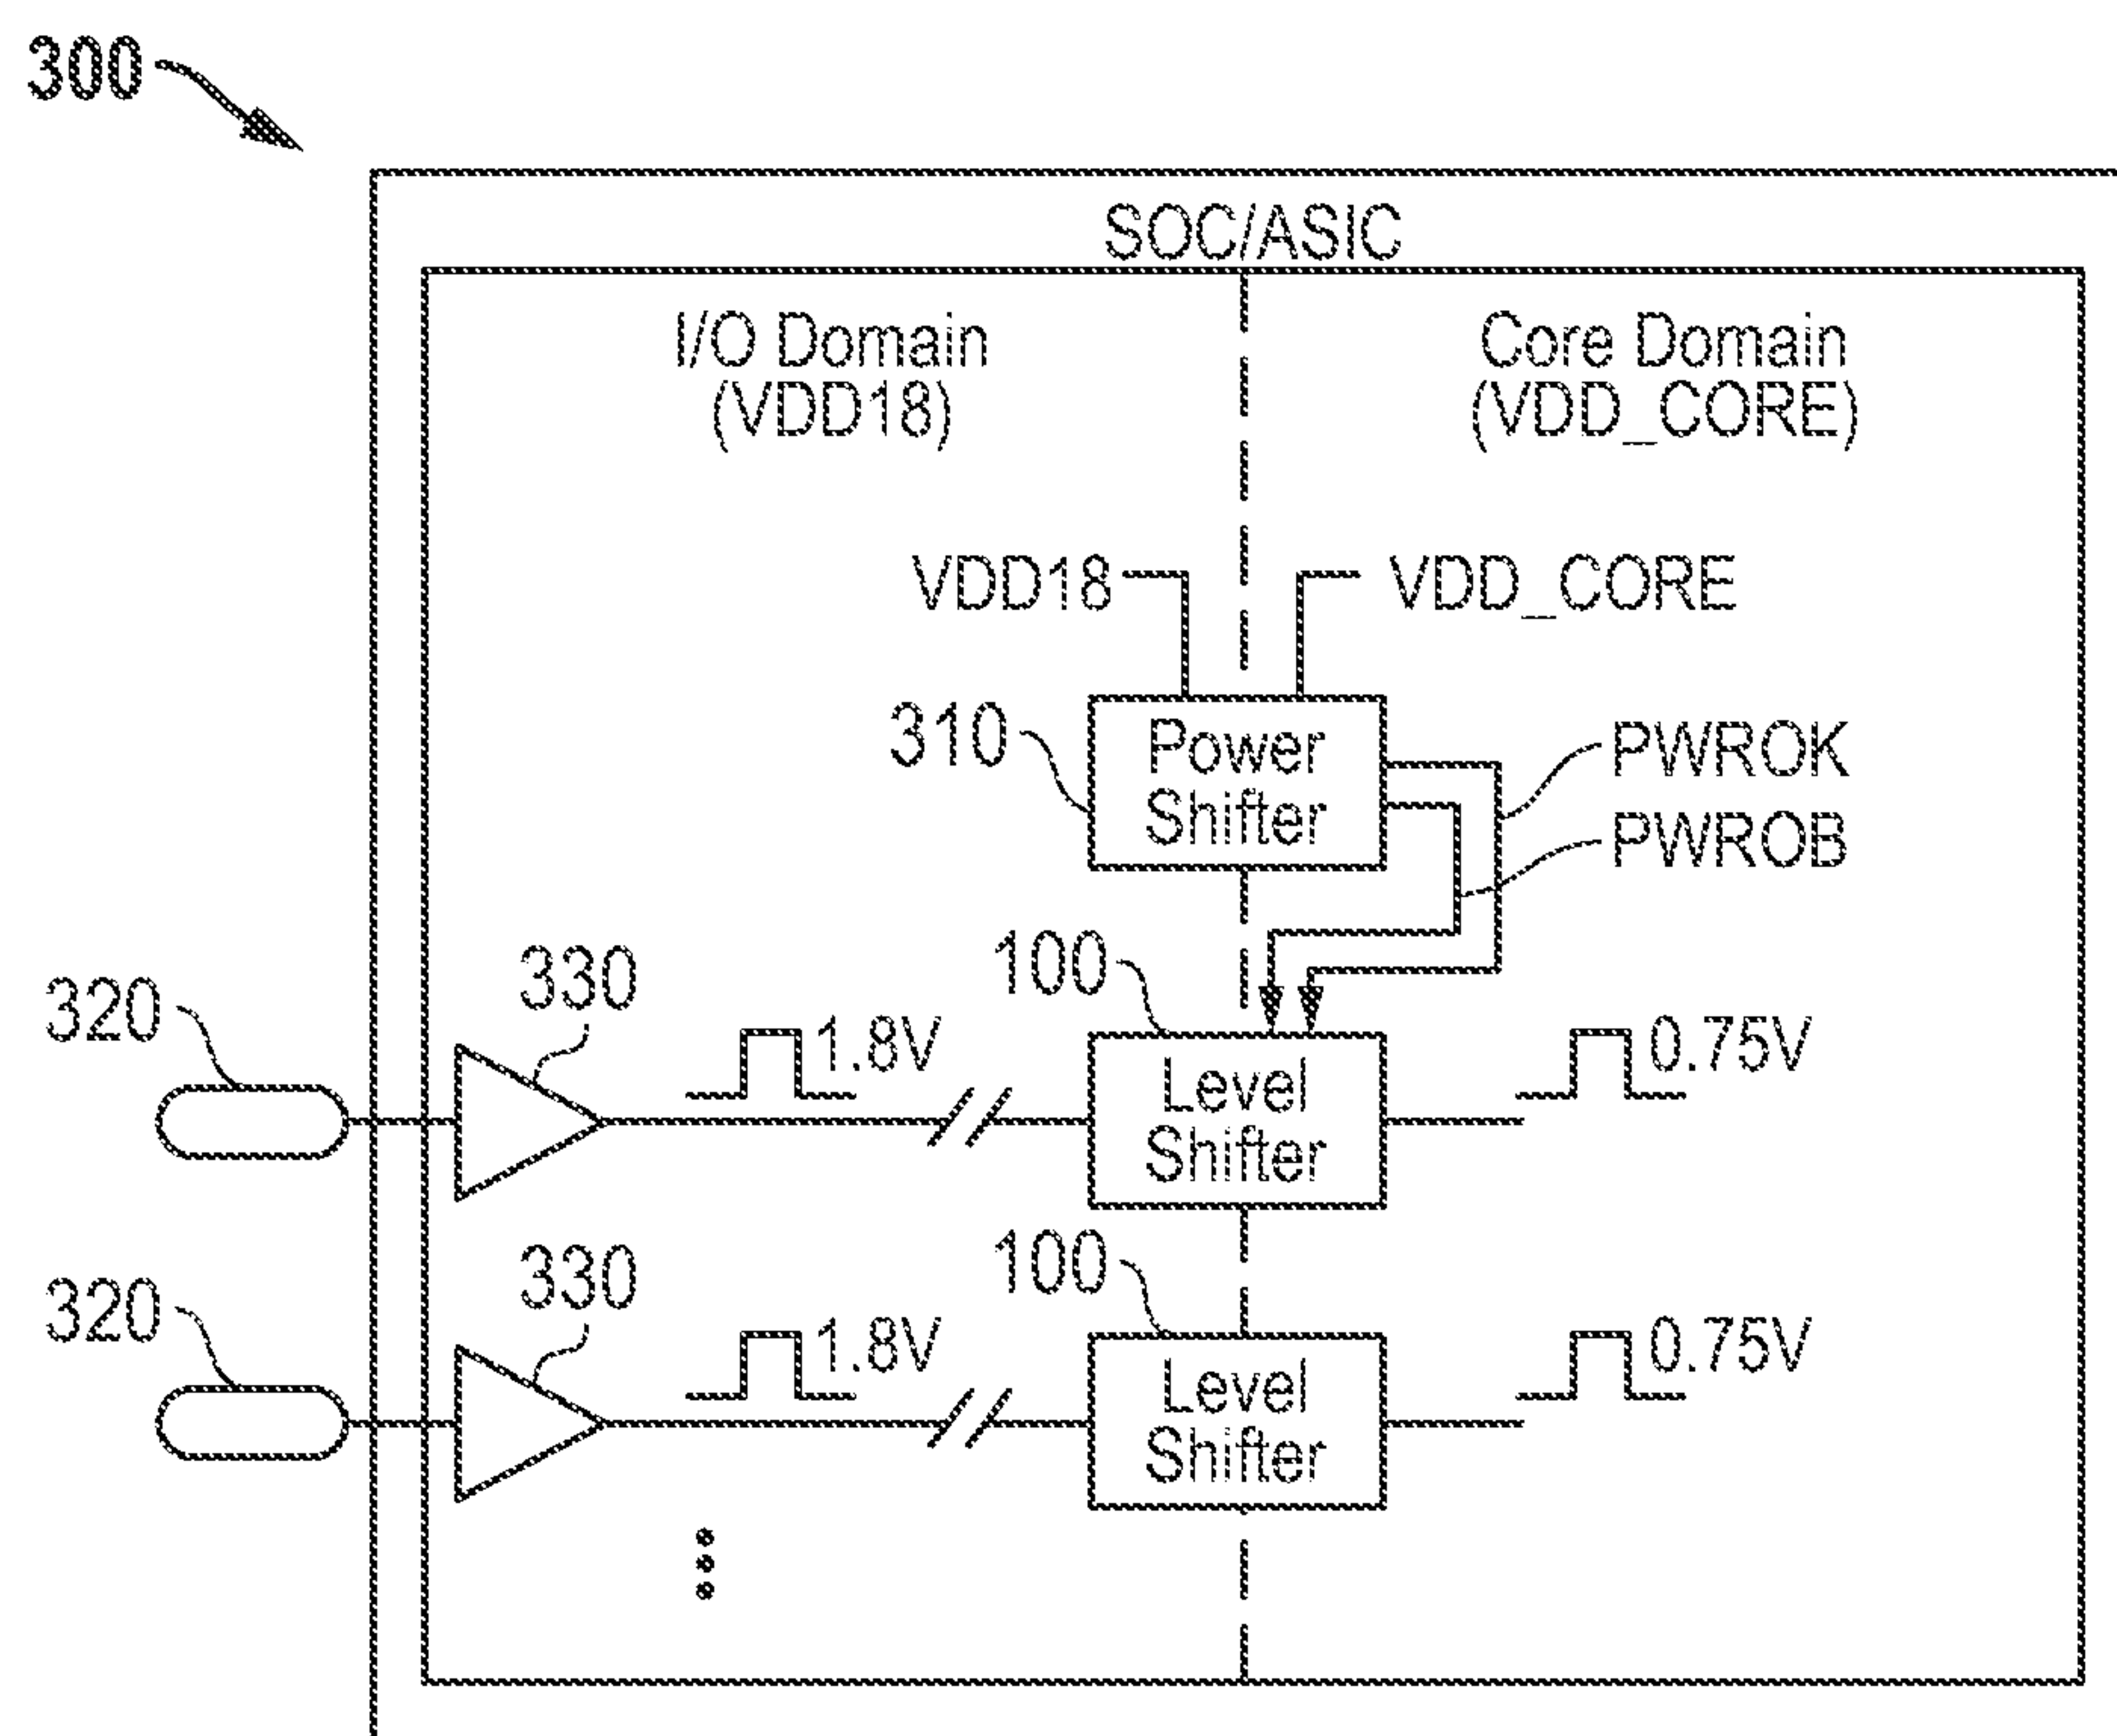 300
SOC/ASIC
I/O Domain
(VDD18)
Core Domain
(VDD_CORE)
VDD18
VDD_CORE
310
Power
Shifter
PWROK
PWROB
320
330
1.8V
100
Level
Shifter
0.75V
320
330
1.8V
100
Level
Shifter
0.75V